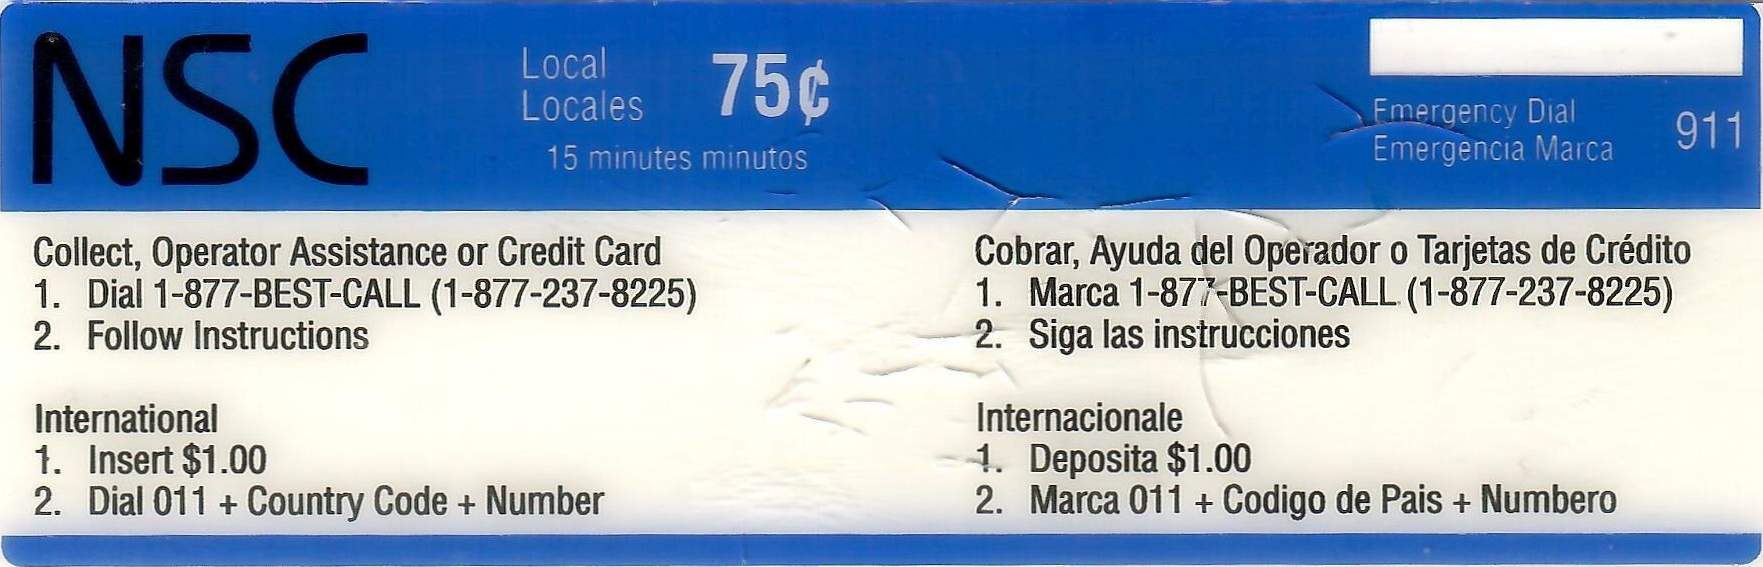 NSC
Local
Locales
75¢
15 minutes minutos
Emergency Dial
Emergencia Marca
911
Collect, Operator Assistance or Credit Card
1. Dial 1-877-BEST-CALL (1-877-237-8225)
2. Follow Instructions
International
1. Insert $1.00
2. Dial 011 + Country Code + Number
Cobrar, Ayuda del Operador o Tarjetas de Crédito
1. Marca 1-877-BEST-CALL (1-877-237-8225)
2. Siga las instrucciones
Internacionale
1. Deposita $1.00
2. Marca 011 + Codigo de Pais + Numbero